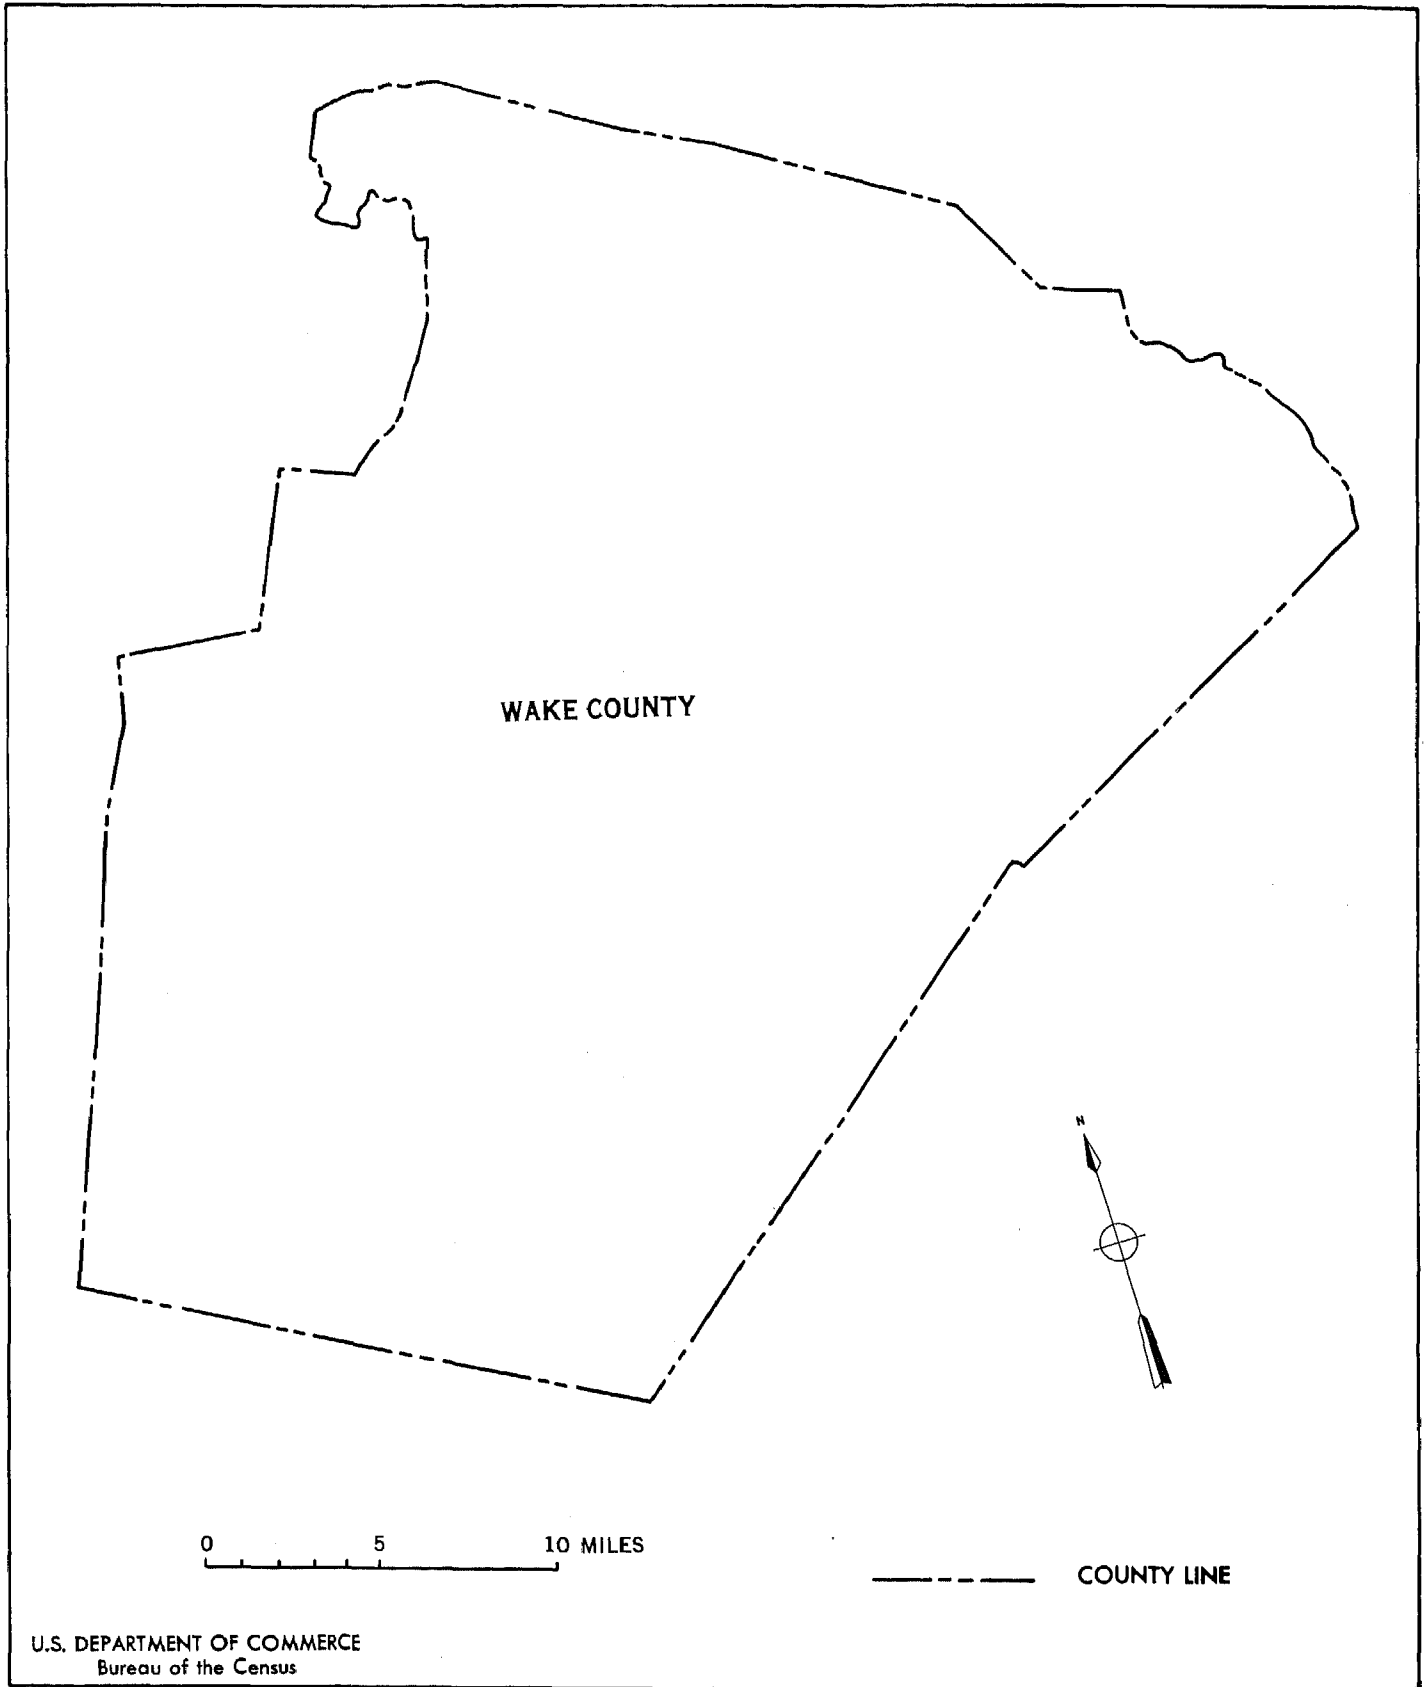 WAKE COUNTY
N
0 5 10 MILES
COUNTY LINE
U.S. DEPARTMENT OF COMMERCE
Bureau of the Census